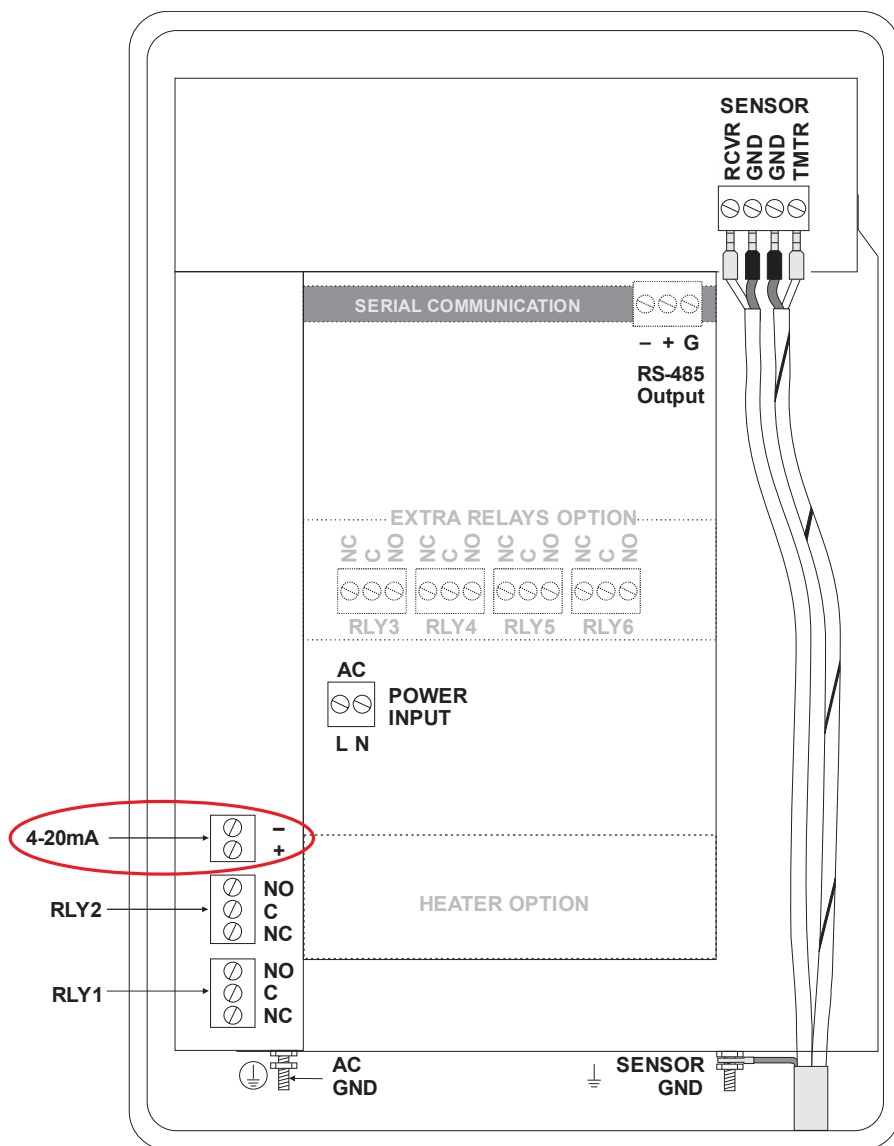 SENSOR
RCVR
GND
GND
TMTR
SERIAL COMMUNICATION
– + G
RS-485
Output
EXTRA RELAYS OPTION
NC C NO NC C NO NC C NO NC C NO
RLY3 RLY4 RLY5 RLY6
AC
POWER
INPUT
L N
4-20mA
–
+
RLY2
NO
C
NC
HEATER OPTION
RLY1
NO
C
NC
AC
GND
SENSOR
GND